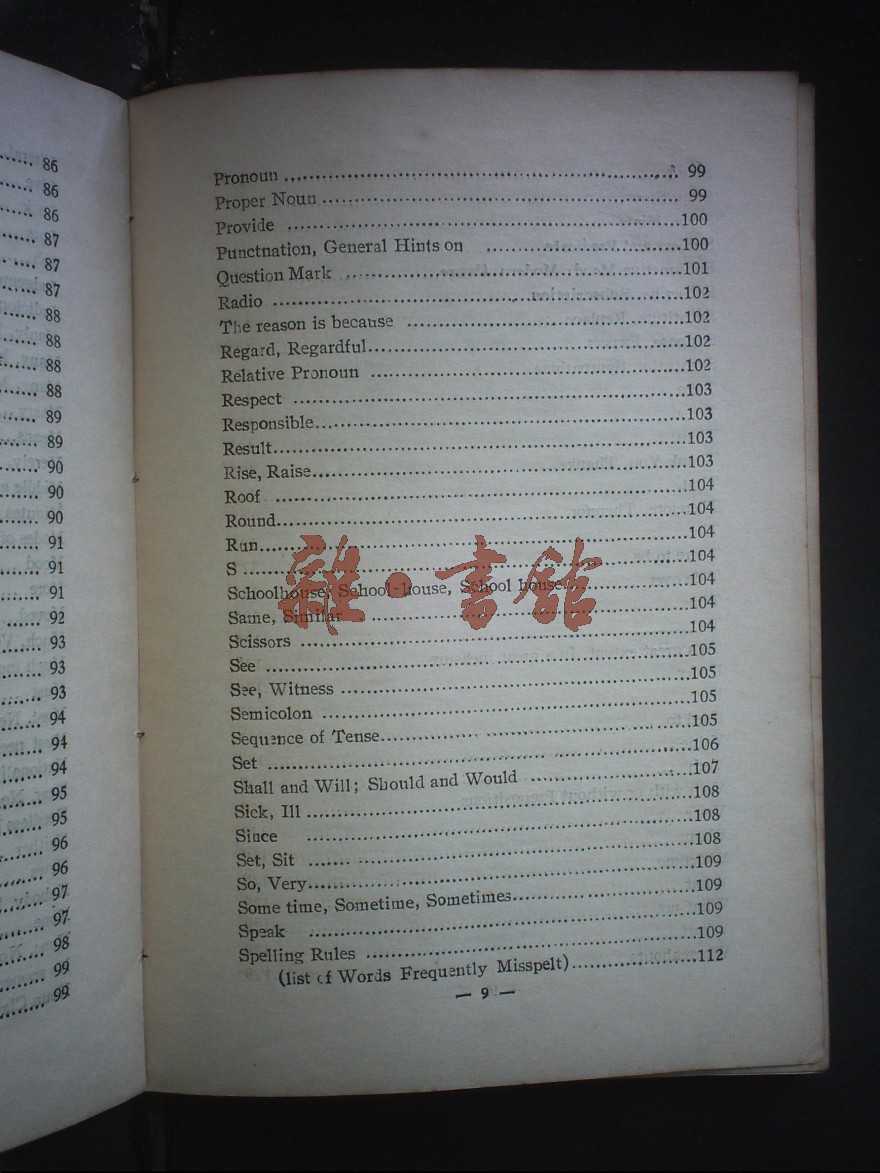 86
86
86
87
87
87
88
88
88
88
89
89
90
90
90
91
91
91
92
93
93
93
94
94
94
95
95
96
96
97
97
98
99
99
Pronoun ........ 99
Proper Noun ........ 99
Provide ........100
Punctnation, General Hints on ........100
Question Mark ........101
Radio ........102
The reason is because ........102
Regard, Regardful........102
Relative Pronoun ........102
Respect ........103
Responsible........103
Result........103
Rise, Raise........103
Roof ........104
Round........104
Run........104
S ........104
Schoolhouse, School-house, School house........104
Same, Similar ........104
Scissors ........104
See ........105
See, Witness ........105
Semicolon ........105
Sequence of Tense........105
Set ........106
Shall and Will; Should and Would ........107
Sick, Ill ........108
Since ........108
Set, Sit ........108
So, Very........109
Some time, Sometime, Sometimes........109
Speak ........109
Spelling Rules ........109
(list of Words Frequently Misspelt)........112
— 9 —
雜·書館